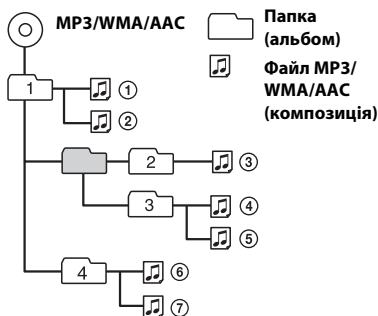 MP3/WMA/AAC
Папка
(альбом)
Файл MP3/
WMA/AAC
(композиція)
1
①
②
2
③
3
④
⑤
4
⑥
⑦